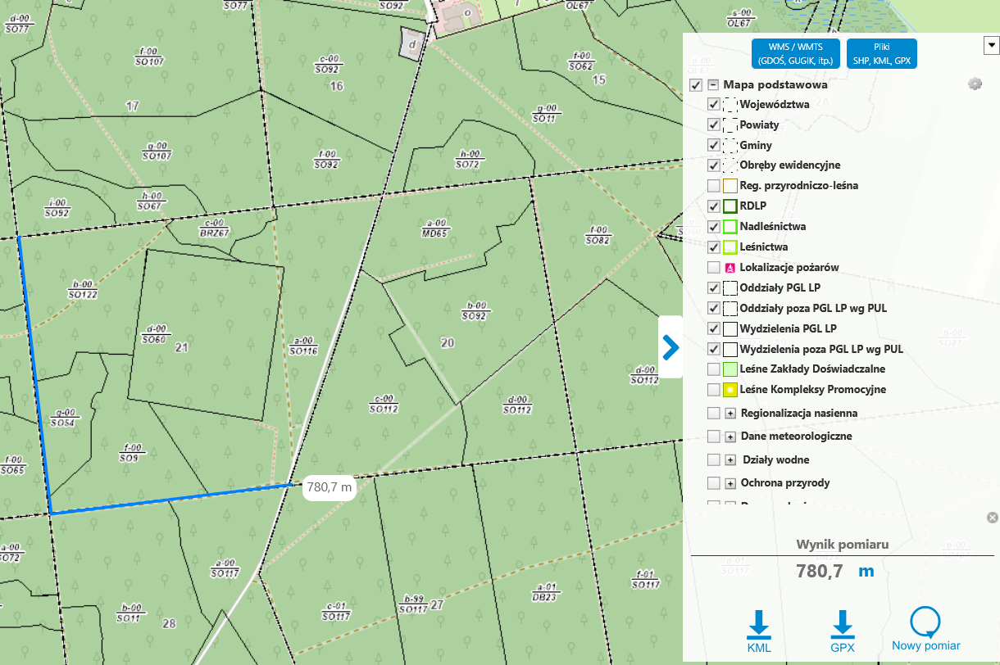 d-00
SO77
SO77
SO92
OL67
s-00
OL67
d
o
f-00
SO107
c-00
SO92
16
f-00
SO62
15
17
g-00
SO11
g-00
SO107
f-00
SO92
h-00
SO72
i-00
SO92
h-00
SO67
c-00
BRZ67
a-00
MD65
f-00
SO82
b-00
SO122
b-00
SO92
d-00
SO60
21
a-00
SO116
20
d-00
SO112
c-00
SO112
d-00
SO112
g-00
SO54
f-00
SO9
f-00
SO65
780,7 m
a-00
SO72
a-00
SO117
f-01
SO117
a-01
DB23
b-99
SO117
27
c-01
SO117
b-00
SO11
28
WMS / WMTS
(GDOŚ, GUGIK, itp.)
Pliki
SHP, KML, GPX
Mapa podstawowa
Województwa
Powiaty
Gminy
Obręby ewidencyjne
Reg. przyrodniczo-leśna
RDLP
Nadleśnictwa
Leśnictwa
Lokalizacje pożarów
Oddziały PGL LP
Oddziały poza PGL LP wg PUL
Wydzielenia PGL LP
Wydzielenia poza PGL LP wg PUL
Leśne Zakłady Doświadczalne
Leśne Kompleksy Promocyjne
Regionalizacja nasienna
Dane meteorologiczne
Działy wodne
Ochrona przyrody
Wynik pomiaru
780,7 m
KML
GPX
Nowy pomiar